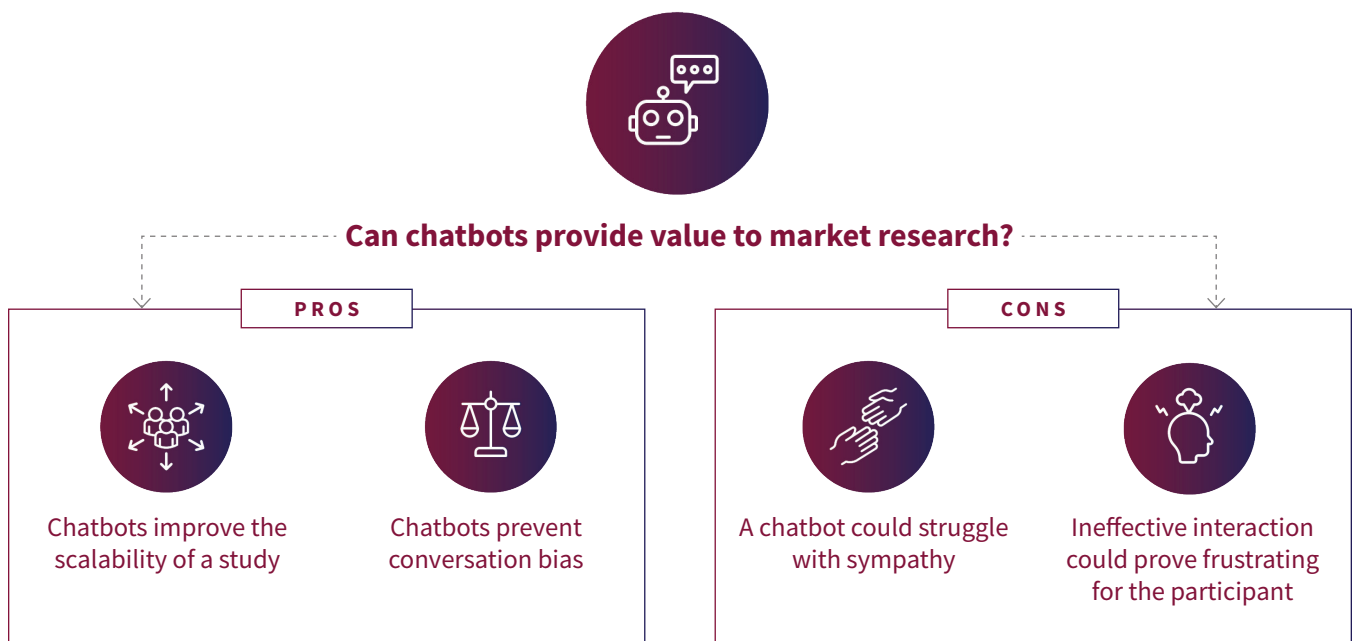 Can chatbots provide value to market research?
PROS
Chatbots improve the
scalability of a study
Chatbots prevent
conversation bias
CONS
A chatbot could struggle
with sympathy
Ineffective interaction
could prove frustrating
for the participant